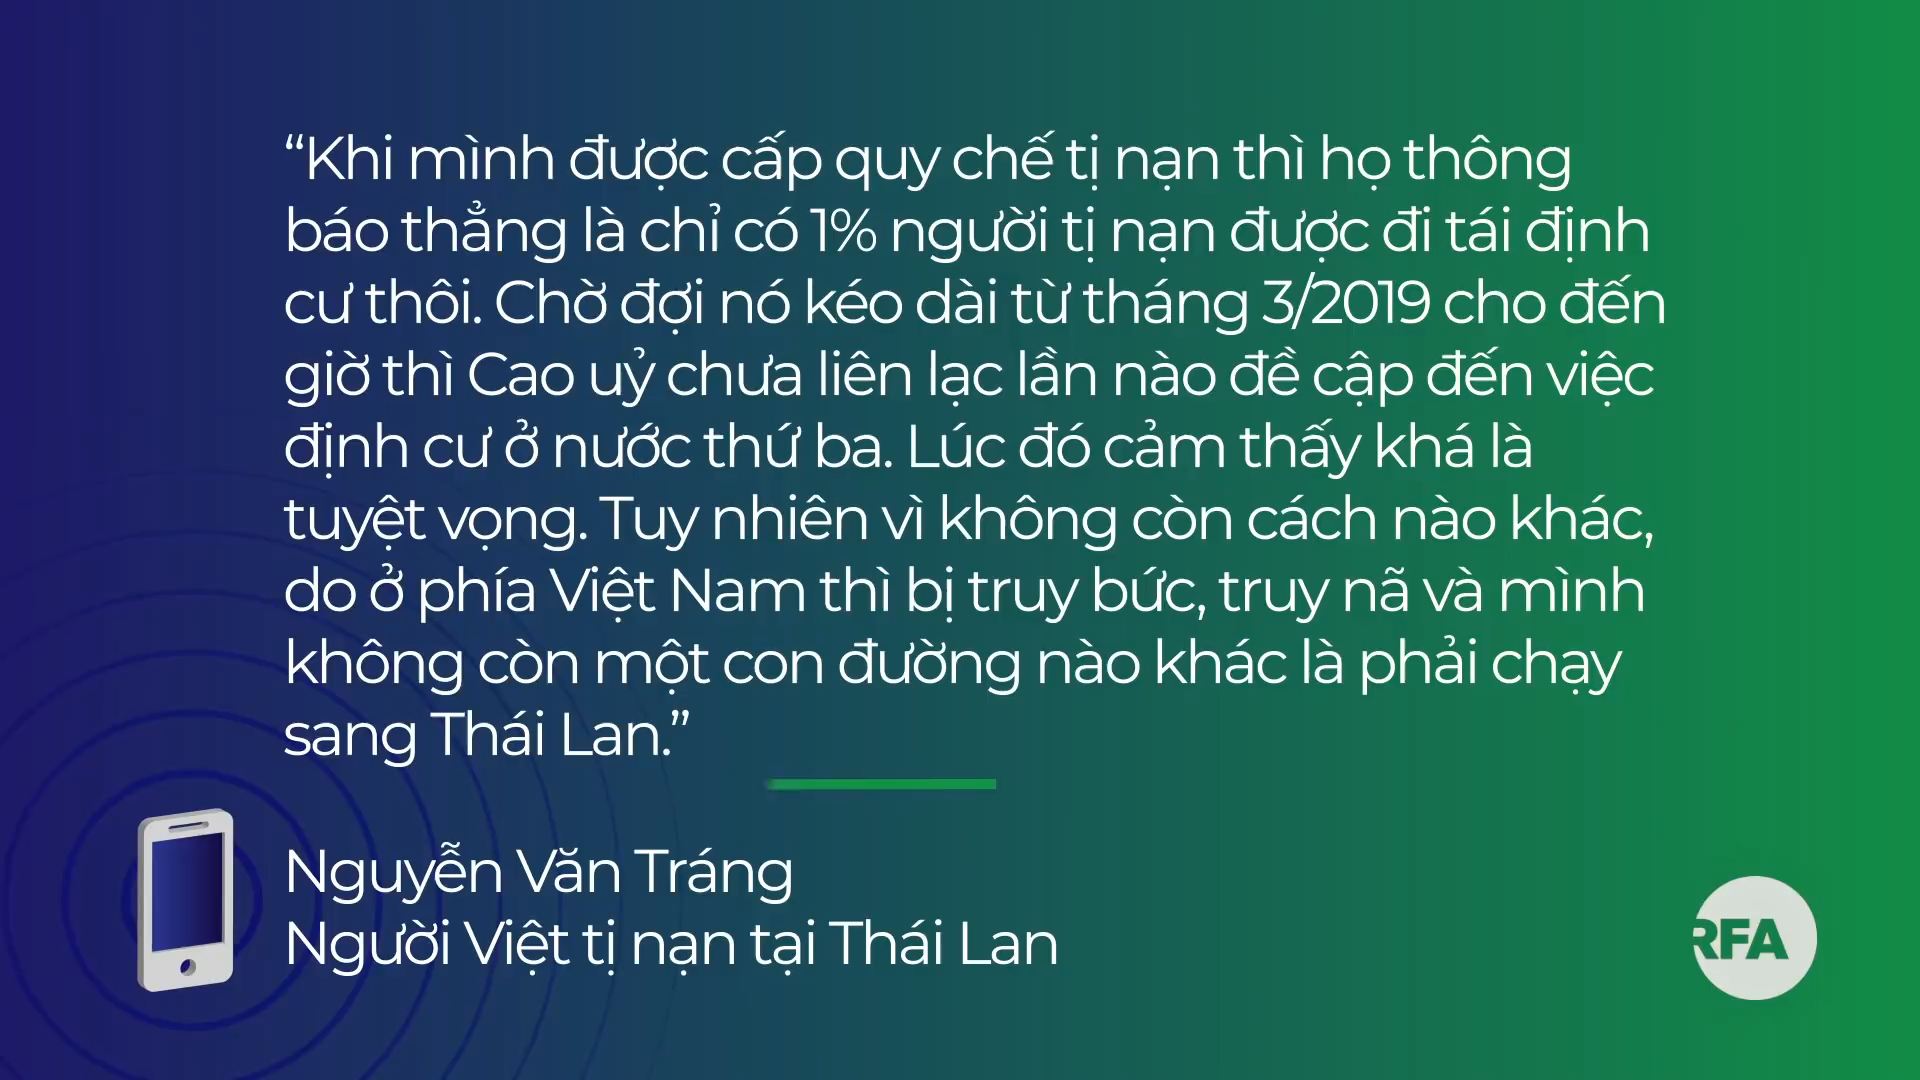 “Khi mình được cấp quy chế tị nạn thì họ thông
báo thẳng là chỉ có 1% người tị nạn được đi tái định
cư thôi. Chờ đợi nó kéo dài từ tháng 3/2019 cho đến
giờ thì Cao uỷ chưa liên lạc lần nào đề cập đến việc
định cư ở nước thứ ba. Lúc đó cảm thấy khá là
tuyệt vọng. Tuy nhiên vì không còn cách nào khác,
do ở phía Việt Nam thì bị truy bức, truy nã và mình
không còn một con đường nào khác là phải chạy
sang Thái Lan.”
Nguyễn Văn Tráng
Người Việt tị nạn tại Thái Lan
RFA